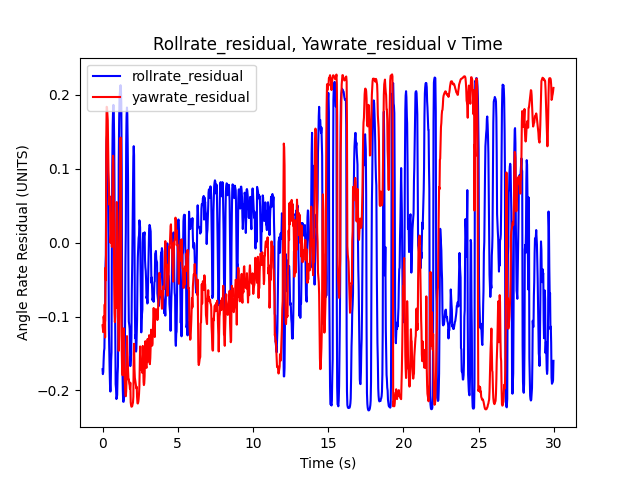 Rollrate_residual, Yawrate_residual v Time
rollrate_residual
yawrate_residual
Angle Rate Residual (UNITS)
0.2
0.1
0.0
−0.1
−0.2
0 5 10 15 20 25 30
Time (s)